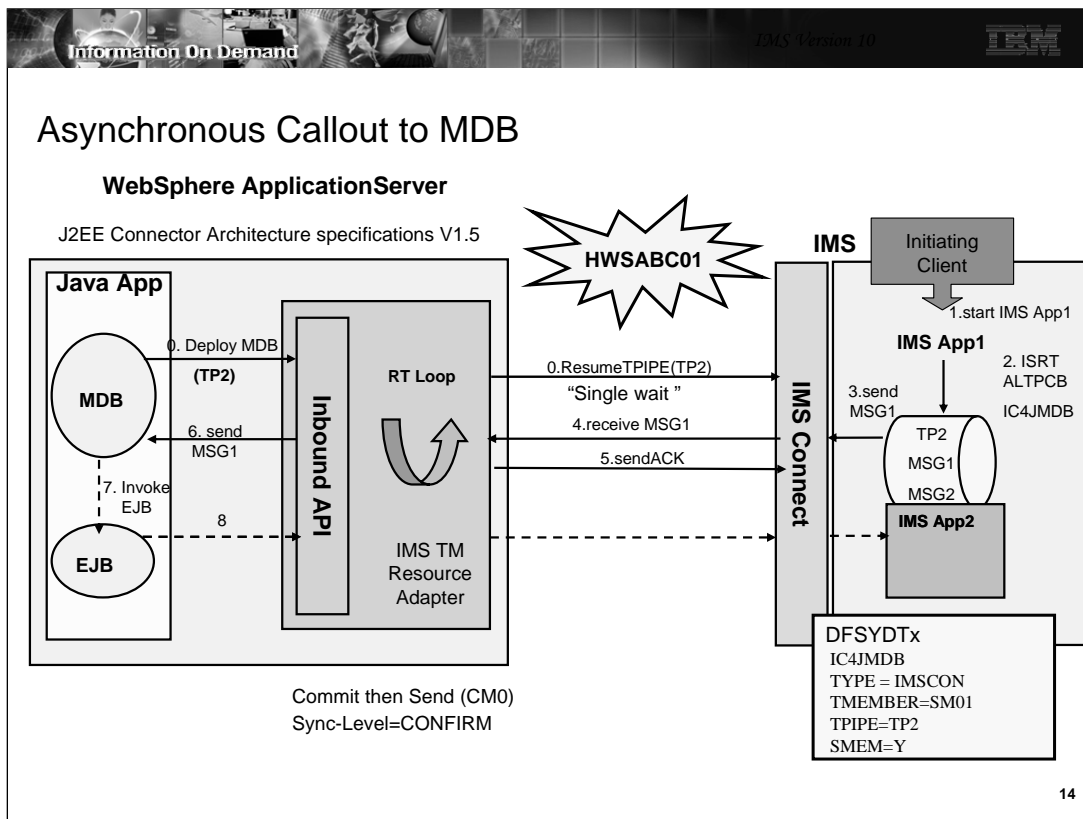 Information On Demand
IMS Version 10
IBM
Asynchronous Callout to MDB
WebSphere ApplicationServer
J2EE Connector Architecture specifications V1.5
HWSABC01
IMS
Initiating
Client
Java App
1.start IMS App1
IMS App1
0. Deploy MDB
(TP2)
RT Loop
0.ResumeTPIPE(TP2)
"Single wait "
2. ISRT
ALTPCB
IC4JMDB
3.send
MSG1
MDB
Inbound API
IMS Connect
6. send
MSG1
4.receive MSG1
5.sendACK
TP2
MSG1
MSG2
7. Invoke
EJB
8
IMS App2
EJB
IMS TM
Resource
Adapter
DFSYDTx
IC4JMDB
TYPE = IMSCON
TMEMBER=SM01
TPIPE=TP2
SMEM=Y
Commit then Send (CM0)
Sync-Level=CONFIRM
14